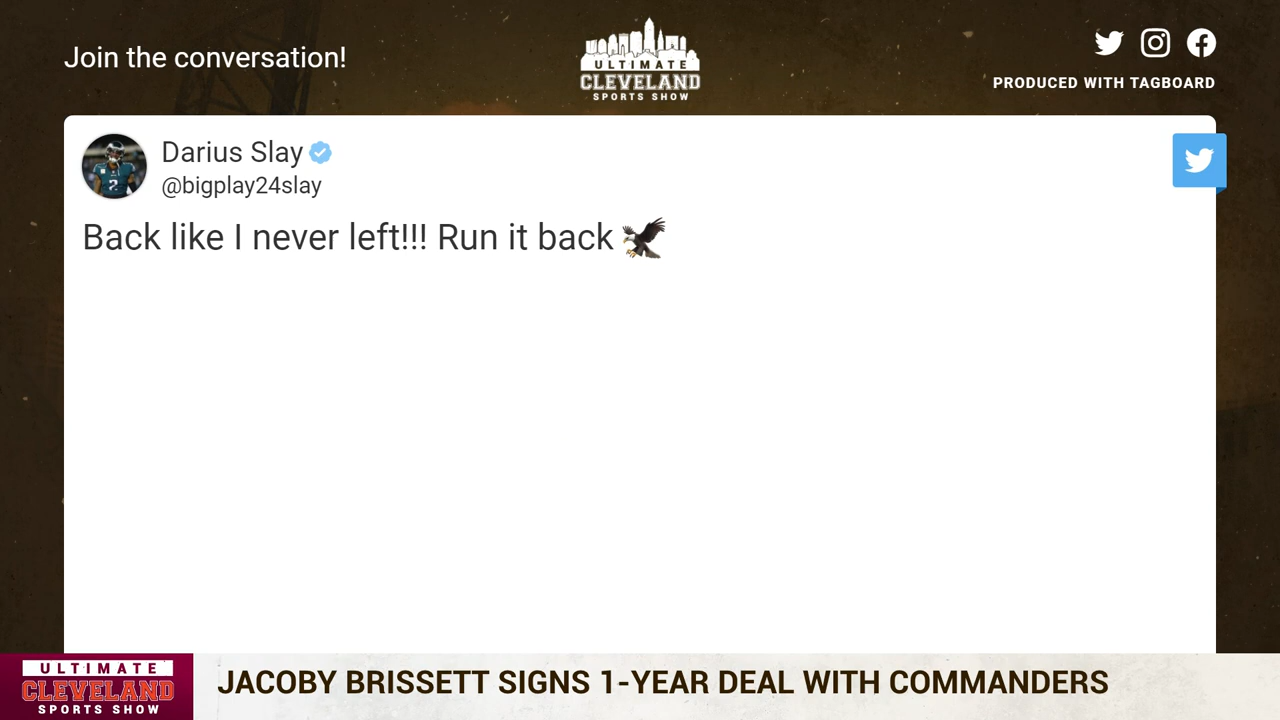 Join the conversation!
ULTIMATE
CLEVELAND
SPORTS SHOW
PRODUCED WITH TAGBOARD
Darius Slay
@bigplay24slay
Back like I never left!!! Run it back 🦅
ULTIMATE
CLEVELAND
SPORTS SHOW
JACOBY BRISSETT SIGNS 1-YEAR DEAL WITH COMMANDERS